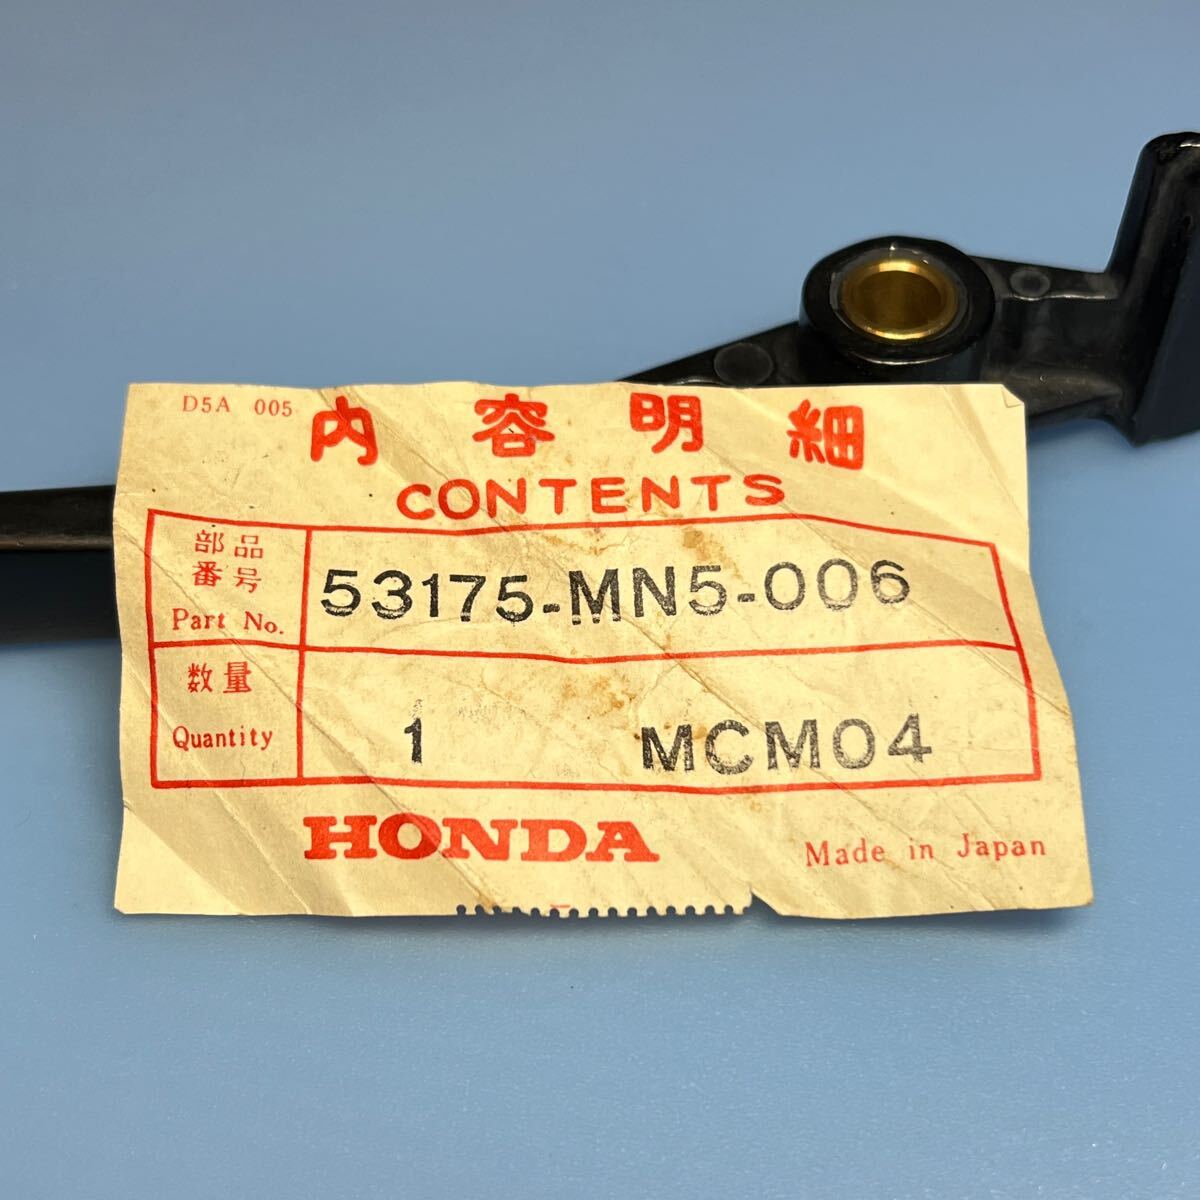 D5A 005
内容明細
CONTENTS
部品
番号
Part No.
53175-MN5-006
数量
Quantity
1 MCM04
HONDA
Made in Japan